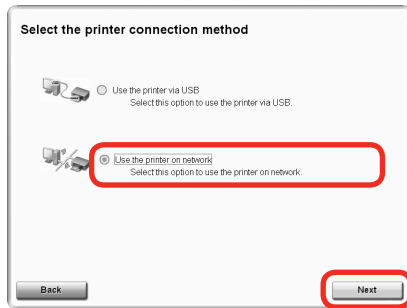 Select the printer connection method
Use the printer via USB
Select this option to use the printer via USB.
Use the printer on network
Select this option to use the printer on network.
Back
Next